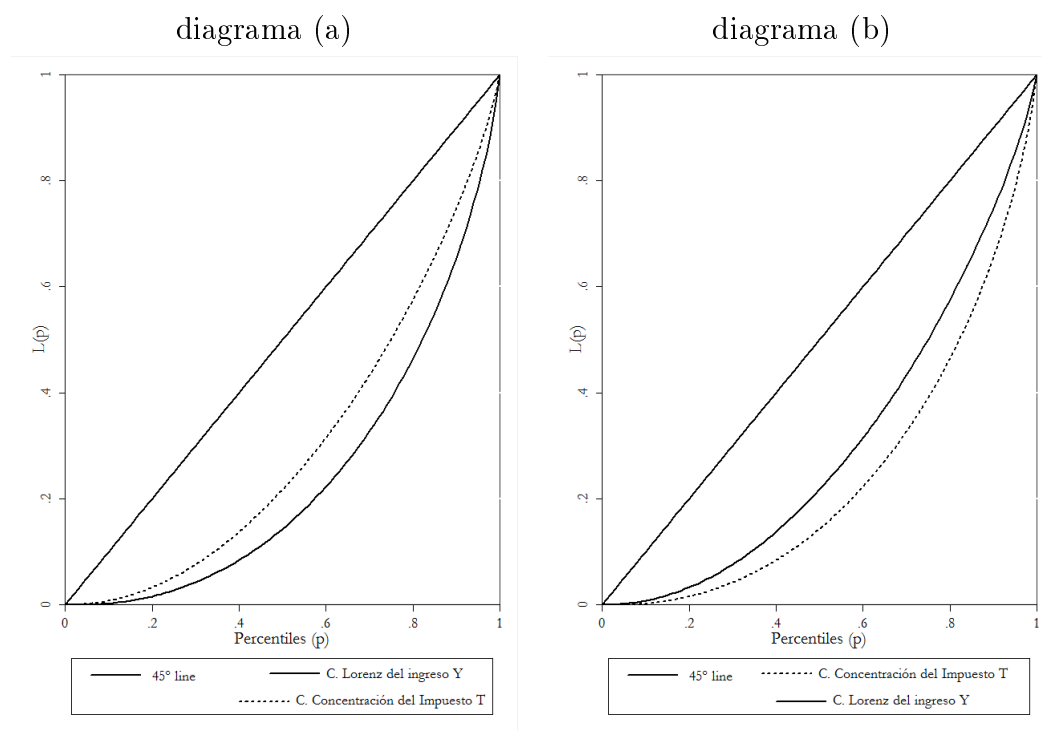 diagrama (a)
1
.8
.6
.4
.2
0
L(p)
0 .2 .4 .6 .8 1
Percentiles (p)
45° line
C. Lorenz del ingreso Y
C. Concentración del Impuesto T
diagrama (b)
1
.8
.6
.4
.2
0
L(p)
0 .2 .4 .6 .8 1
Percentiles (p)
45° line
C. Concentración del Impuesto T
C. Lorenz del ingreso Y